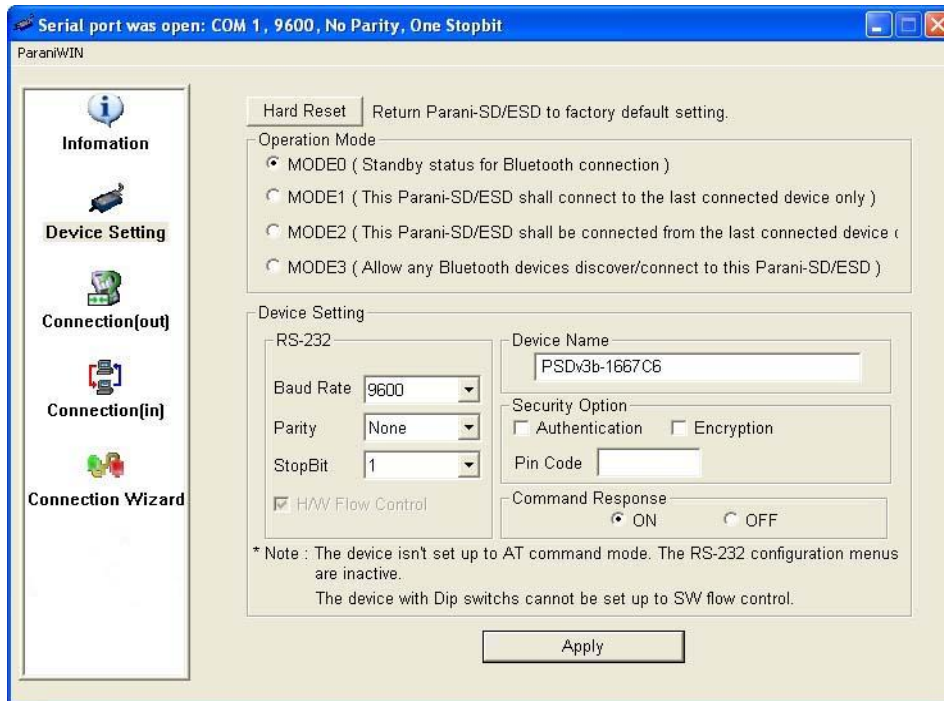 Serial port was open: COM 1, 9600, No Parity, One Stopbit
ParaniWIN
Infomation
Device Setting
Connection(out)
Connection(in)
Connection Wizard
Hard Reset Return Parani-SD/ESD to factory default setting.
Operation Mode
MODE0 ( Standby status for Bluetooth connection )
MODE1 ( This Parani-SD/ESD shall connect to the last connected device only )
MODE2 ( This Parani-SD/ESD shall be connected from the last connected device
MODE3 ( Allow any Bluetooth devices discover/connect to this Parani-SD/ESD )
Device Setting
RS-232
Baud Rate 9600
Parity None
StopBit 1
H/W Flow Control
Device Name
PSDv3b-1667C6
Security Option
Authentication Encryption
Pin Code
Command Response
ON OFF
* Note : The device isn't set up to AT command mode. The RS-232 configuration menus
are inactive.
The device with Dip switchs cannot be set up to SW flow control.
Apply